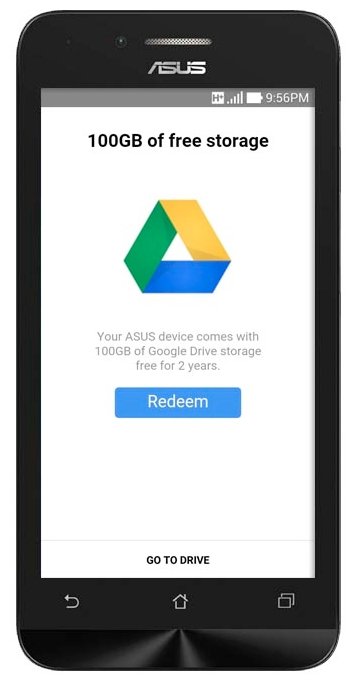 ASUS
H+ 9:56PM
100GB of free storage
Your ASUS device comes with
100GB of Google Drive storage
free for 2 years.
Redeem
GO TO DRIVE